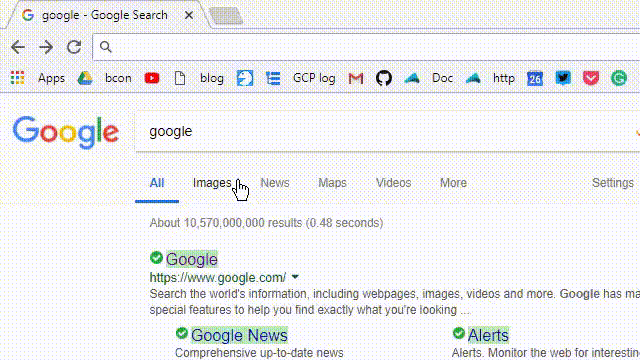 google - Google Search
Apps bcon blog GCP log Doc http 26
Google google
All Images News Maps Videos More Settings
About 10,570,000,000 results (0.48 seconds)
Google
https://www.google.com/
Search the world's information, including webpages, images, videos and more. Google has ma
special features to help you find exactly what you're looking ...
Google News Alerts
Comprehensive up-to-date news Alerts. Monitor the web for interesting